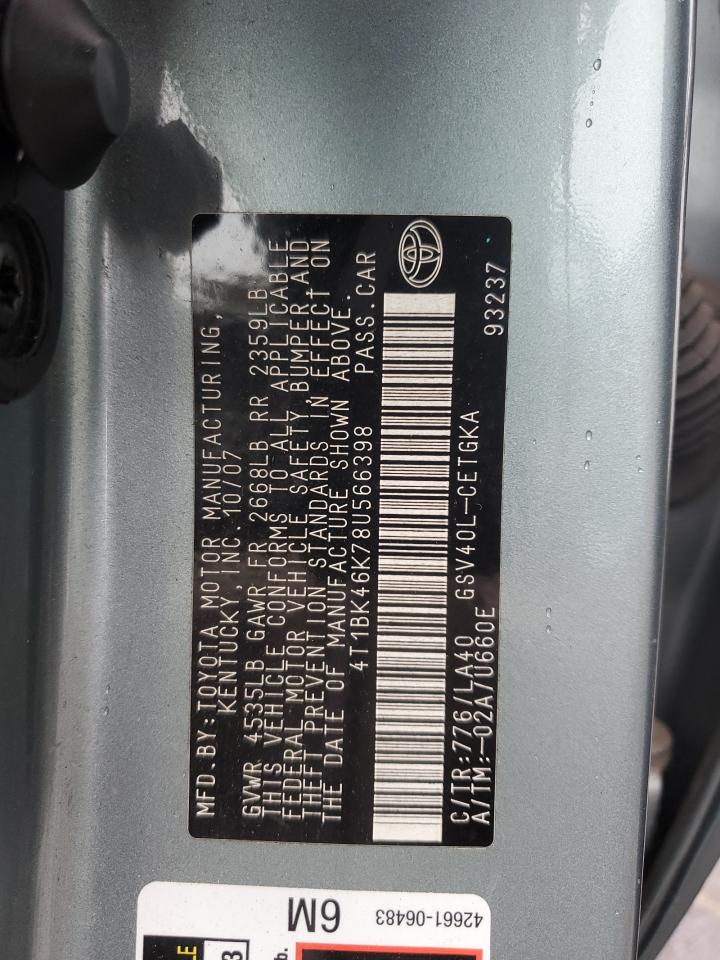 MFD. BY: TOYOTA MOTOR MANUFACTURING,
KENTUCKY, INC 10/07
GVWR 4535LB GAWR FR 2668LB RR 2359LB
THIS VEHICLE CONFORMS TO ALL APPLICABLE
FEDERAL MOTOR VEHICLE SAFETY, BUMPER, AND
THEFT PREVENTION STANDARDS IN EFFECT ON
THE DATE OF MANUFACTURE SHOWN ABOVE.
4T1BK46K78U566398 PASS. CAR
C/TR:776/LA40 GSV40L-CETGKA
A/TM:-02A/U660E 93237
6M
42661-06483